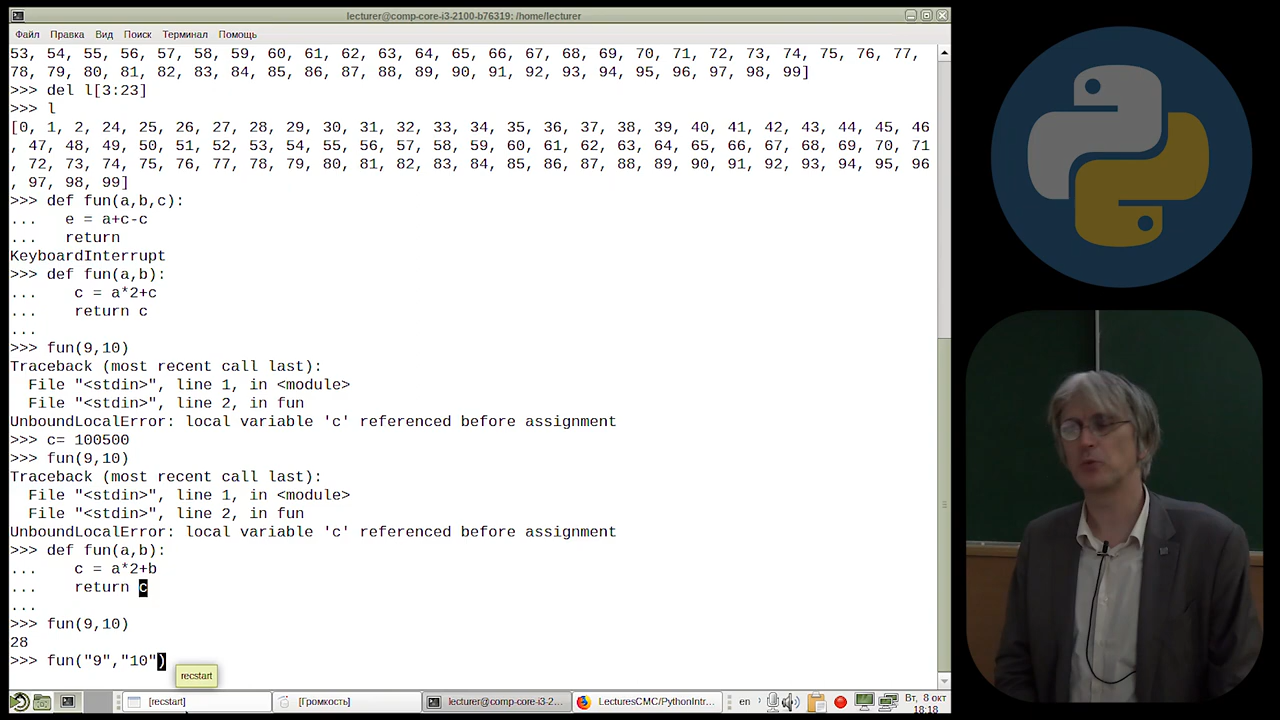 lecturer@comp-core-i3-2100-b76319: /home/lecturer
Файл Правка Вид Поиск Терминал Помощь
53, 54, 55, 56, 57, 58, 59, 60, 61, 62, 63, 64, 65, 66, 67, 68, 69, 70, 71, 72, 73, 74, 75, 76, 77,
78, 79, 80, 81, 82, 83, 84, 85, 86, 87, 88, 89, 90, 91, 92, 93, 94, 95, 96, 97, 98, 99]
>>> del l[3:23]
>>> l
[0, 1, 2, 24, 25, 26, 27, 28, 29, 30, 31, 32, 33, 34, 35, 36, 37, 38, 39, 40, 41, 42, 43, 44, 45, 46
, 47, 48, 49, 50, 51, 52, 53, 54, 55, 56, 57, 58, 59, 60, 61, 62, 63, 64, 65, 66, 67, 68, 69, 70, 71
, 72, 73, 74, 75, 76, 77, 78, 79, 80, 81, 82, 83, 84, 85, 86, 87, 88, 89, 90, 91, 92, 93, 94, 95, 96
, 97, 98, 99]
>>> def fun(a,b,c):
...   e = a+c-c
...   return
KeyboardInterrupt
>>> def fun(a,b):
...    c = a*2+c
...    return c
...
>>> fun(9,10)
Traceback (most recent call last):
  File "<stdin>", line 1, in <module>
  File "<stdin>", line 2, in fun
UnboundLocalError: local variable 'c' referenced before assignment
>>> c= 100500
>>> fun(9,10)
Traceback (most recent call last):
  File "<stdin>", line 1, in <module>
  File "<stdin>", line 2, in fun
UnboundLocalError: local variable 'c' referenced before assignment
>>> def fun(a,b):
...    c = a*2+b
...    return c
...
>>> fun(9,10)
28
>>> fun("9","10")
recstart
[recstart] [Громкость] lecturer@comp-core-i3-2... LecturesCMC/PythonIntr... en Вт, 8 окт
18:18